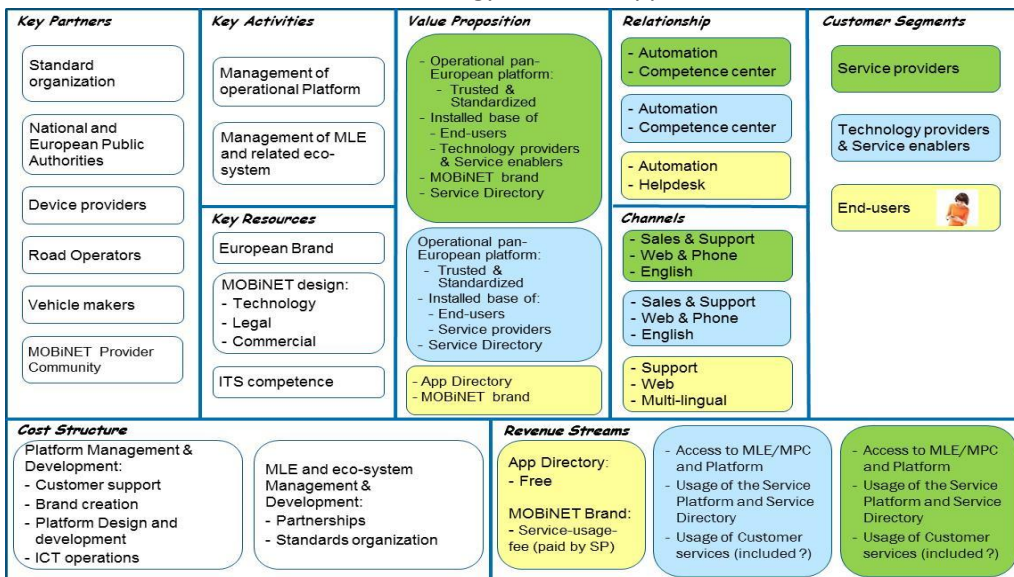 Key Partners
Standard
organization
National and
European Public
Authorities
Device providers
Road Operators
Vehicle makers
MOBiNET Provider
Community
Key Activities
Management of
operational Platform
Management of MLE
and related eco-
system
Key Resources
European Brand
MOBiNET design:
- Technology
- Legal
- Commercial
ITS competence
Value Proposition
- Operational pan-
European platform:
- Trusted &
Standardized
- Installed base of
- End-users
- Technology providers
& Service enablers
- MOBiNET brand
- Service Directory
Operational pan-
European platform:
- Trusted &
Standardized
- Installed base of:
- End-users
- Service providers
- Service Directory
- App Directory
- MOBiNET brand
Relationship
- Automation
- Competence center
- Automation
- Competence center
- Automation
- Helpdesk
Channels
- Sales & Support
- Web & Phone
- English
- Sales & Support
- Web & Phone
- English
- Support
- Web
- Multi-lingual
Customer Segments
Service providers
Technology providers
& Service enablers
End-users
Cost Structure
Platform Management &
Development:
- Customer support
- Brand creation
- Platform Design and
development
- ICT operations
MLE and eco-system
Management &
Development:
- Partnerships
- Standards organization
Revenue Streams
App Directory:
- Free
MOBiNET Brand:
- Service-usage-
fee (paid by SP)
- Access to MLE/MPC
and Platform
- Usage of the Service
Platform and Service
Directory
- Usage of Customer
services (included ?)
- Access to MLE/MPC
and Platform
- Usage of the Service
Platform and Service
Directory
- Usage of Customer
services (included ?)